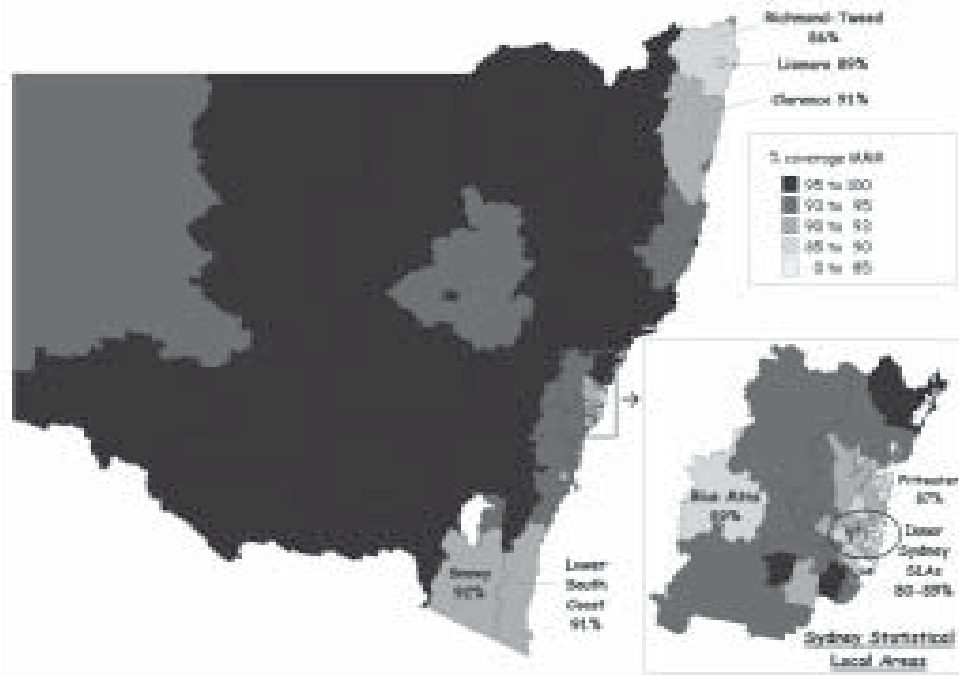 Richmond-Tweed
86%
Lismore 89%
Clarence 91%
% coverage
95 to 100
93 to 95
90 to 93
85 to 90
0 to 85
Blue Mtns
89%
Pittwater
87%
Inner
Sydney
SLAs
80-89%
Snowy
92%
Lower
South
Coast
91%
Sydney Statistical
Local Areas